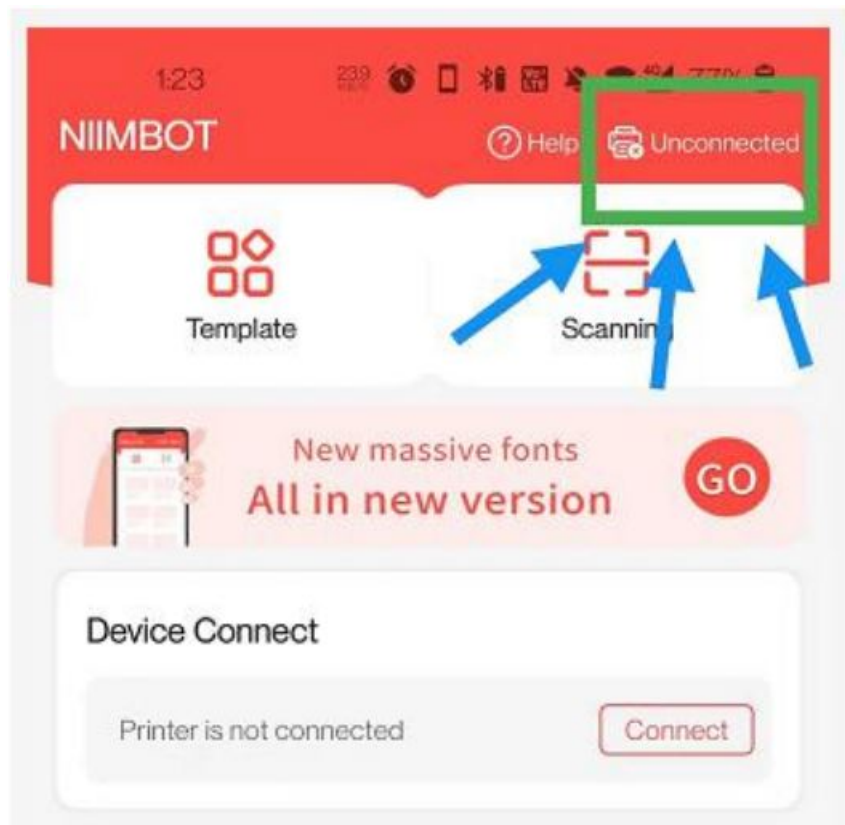 1:23
NIIMBOT
Help
Unconnected
Template
Scanning
New massive fonts
All in new version
GO
Device Connect
Printer is not connected
Connect